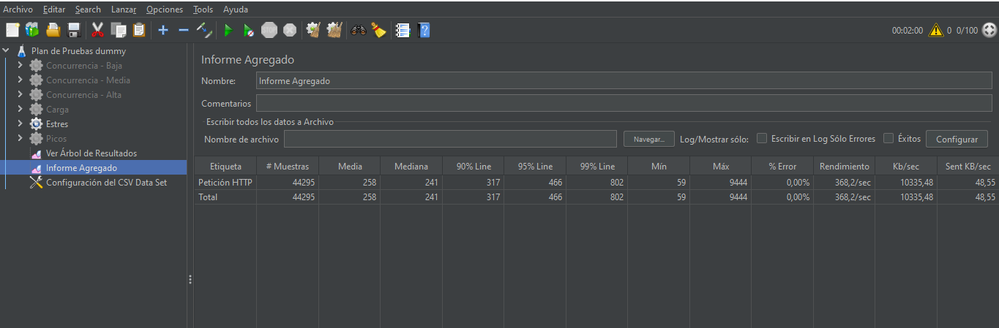 Archivo Editar Search Lanzar Opciones Tools Ayuda
STOP 00:02:00 0 0/100
Plan de Pruebas dummy
Concurrencia - Baja
Concurrencia - Media
Concurrencia - Alta
Carga
Estres
Picos
Ver Árbol de Resultados
Informe Agregado
Configuración del CSV Data Set
Informe Agregado
Nombre: Informe Agregado
Comentarios
Escribir todos los datos a Archivo
Nombre de archivo Navegar... Log/Mostrar sólo: Escribir en Log Sólo Errores Éxitos Configurar
Etiqueta # Muestras Media Mediana 90% Line 95% Line 99% Line Mín Máx % Error Rendimiento Kb/sec Sent KB/sec
Petición HTTP 44295 258 241 317 466 802 59 9444 0,00% 368,2/sec 10335,48 48,55
Total 44295 258 241 317 466 802 59 9444 0,00% 368,2/sec 10335,48 48,55